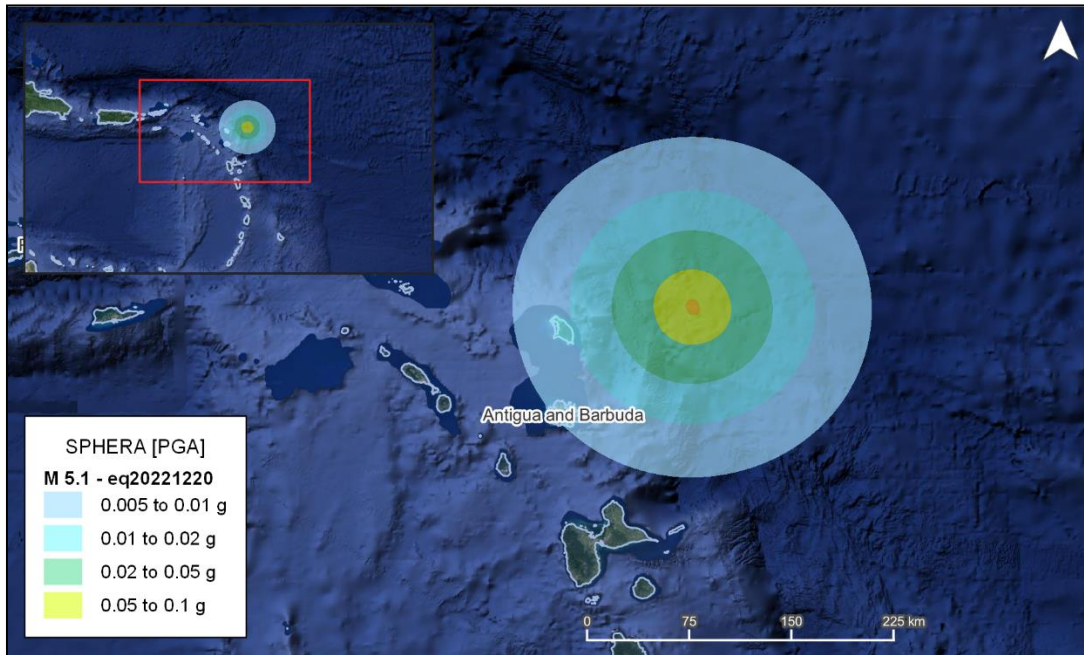 Antigua and Barbuda
SPHERA [PGA]
M 5.1 - eq20221220
0.005 to 0.01 g
0.01 to 0.02 g
0.02 to 0.05 g
0.05 to 0.1 g
0 75 150 225 km